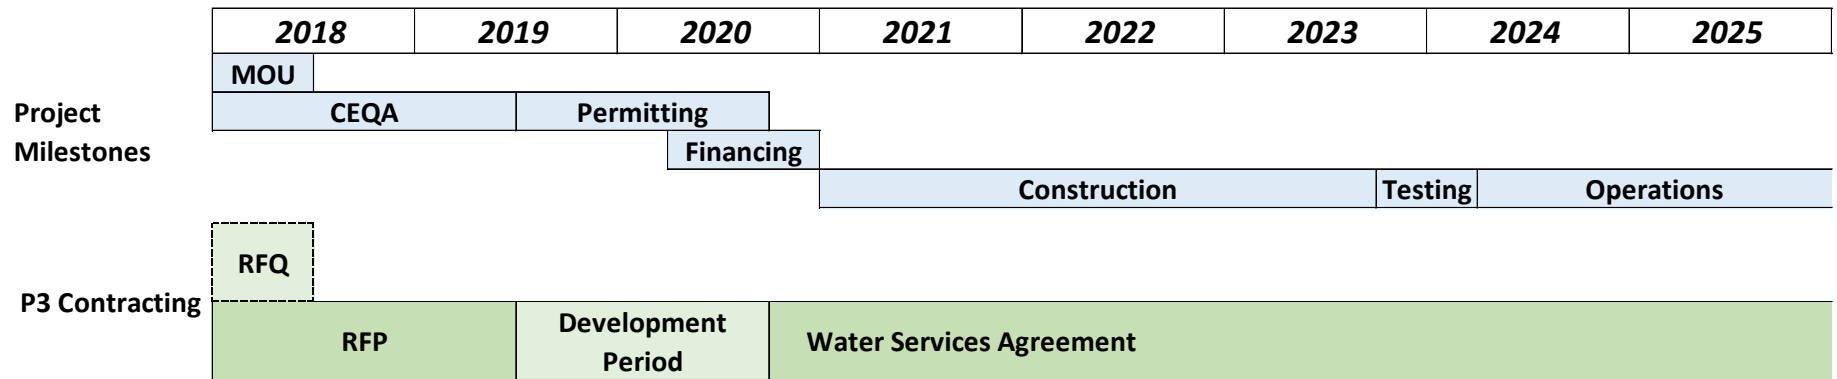 2018 2019 2020 2021 2022 2023 2024 2025
MOU
Project
Milestones
CEQA Permitting
Financing
Construction Testing Operations
RFQ
P3 Contracting
RFP
Development
Period
Water Services Agreement